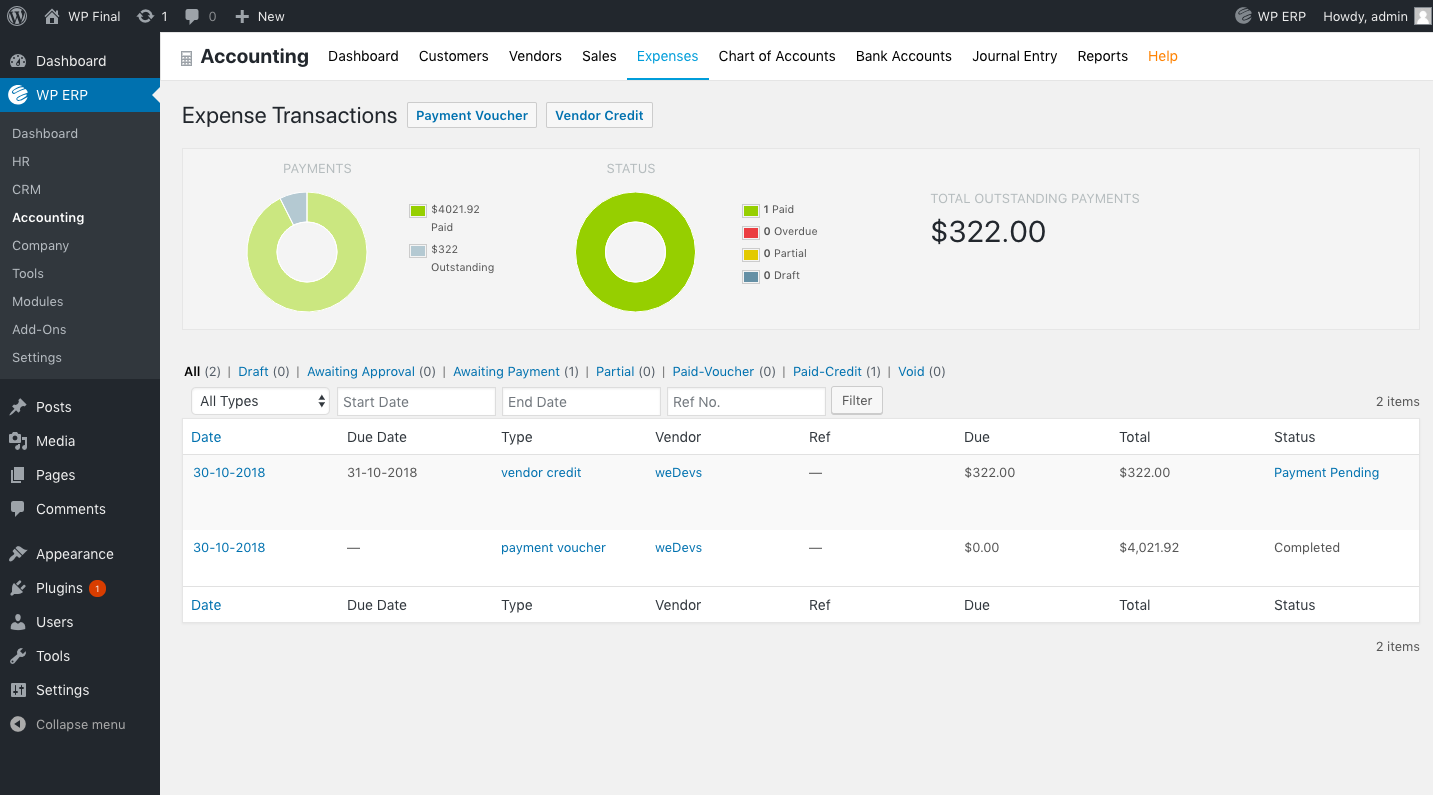 WP Final 1 0 New WP ERP Howdy, admin
Dashboard
WP ERP
Dashboard
HR
CRM
Accounting
Company
Tools
Modules
Add-Ons
Settings
Posts
Media
Pages
Comments
Appearance
Plugins 1
Users
Tools
Settings
Collapse menu
Accounting Dashboard Customers Vendors Sales Expenses Chart of Accounts Bank Accounts Journal Entry Reports Help
Expense Transactions Payment Voucher Vendor Credit
PAYMENTS
$4021.92
Paid
$322
Outstanding
STATUS
1 Paid
0 Overdue
0 Partial
0 Draft
TOTAL OUTSTANDING PAYMENTS
$322.00
All (2) | Draft (0) | Awaiting Approval (0) | Awaiting Payment (1) | Partial (0) | Paid-Voucher (0) | Paid-Credit (1) | Void (0)
All Types Start Date End Date Ref No. Filter 2 items
Date Due Date Type Vendor Ref Due Total Status
30-10-2018 31-10-2018 vendor credit weDevs — $322.00 $322.00 Payment Pending
30-10-2018 — payment voucher weDevs — $0.00 $4,021.92 Completed
Date Due Date Type Vendor Ref Due Total Status
2 items